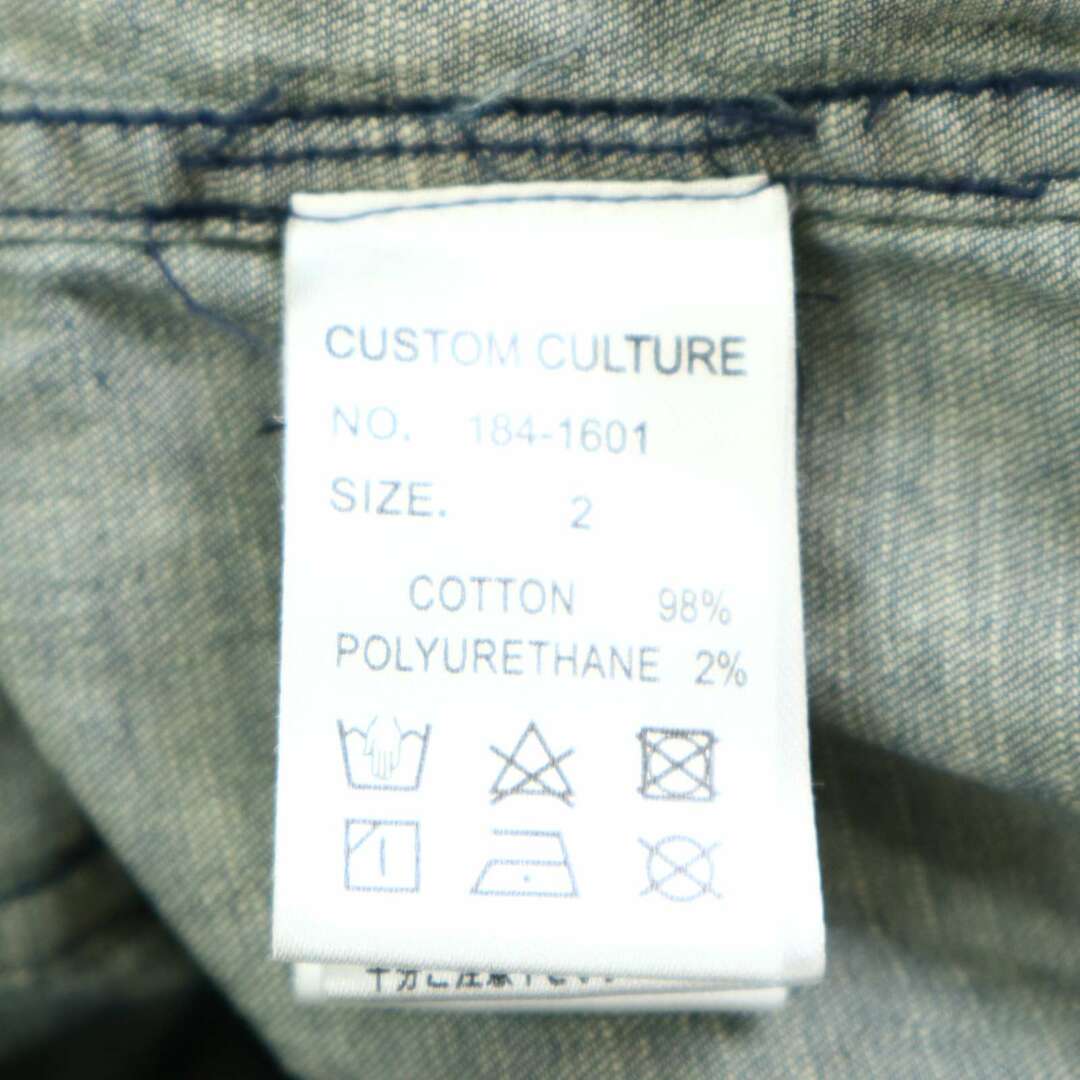 CUSTOM CULTURE
NO. 184-1601
SIZE. 2
COTTON 98%
POLYURETHANE 2%